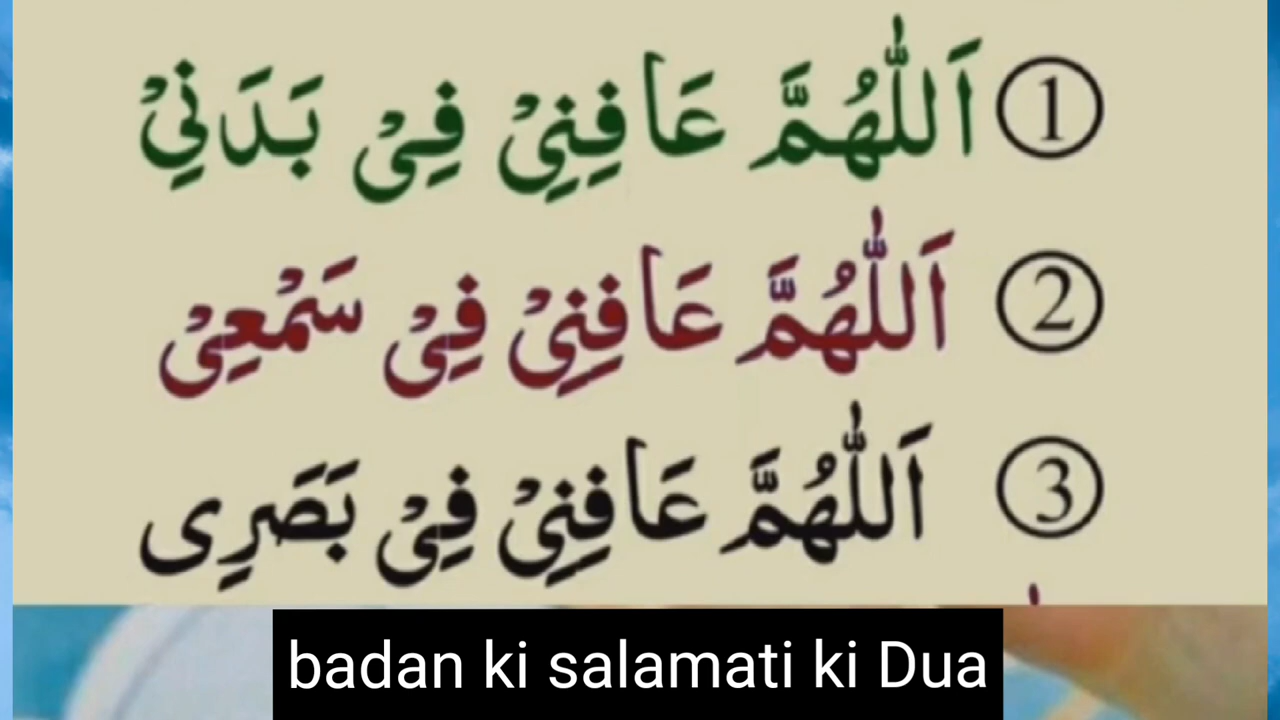 ① اَللّٰهُمَّ عَافِنِیْ فِیْ بَدَنِیْ
② اَللّٰهُمَّ عَافِنِیْ فِیْ سَمْعِیْ
③ اَللّٰهُمَّ عَافِنِیْ فِیْ بَصَرِی
badan ki salamati ki Dua